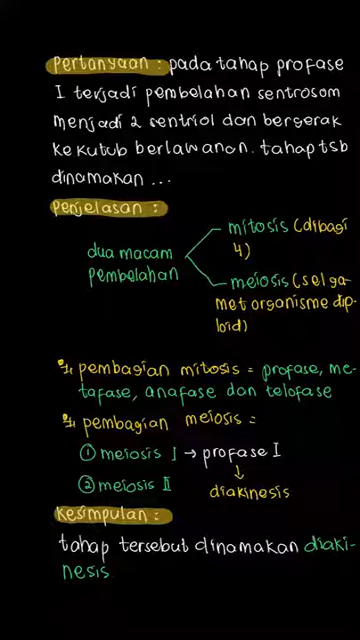 Pertanyaan : pada tahap profase
I terjadi pembelahan sentrosom
menjadi 2 sentriol dan bergerak
ke kutub berlawanan. tahap tsb
dinamakan ...
Penjelasan :
dua macam
pembelahan
mitosis (dibagi
4)
meiosis (sel ga-
met organisme dip-
loid)
pembagian mitosis = profase, me-
tafase, anafase dan telofase
pembagian meiosis =
① meiosis I → profase I
↓
② meiosis II
diakinesis
Kesimpulan :
tahap tersebut dinamakan diaki-
nesis